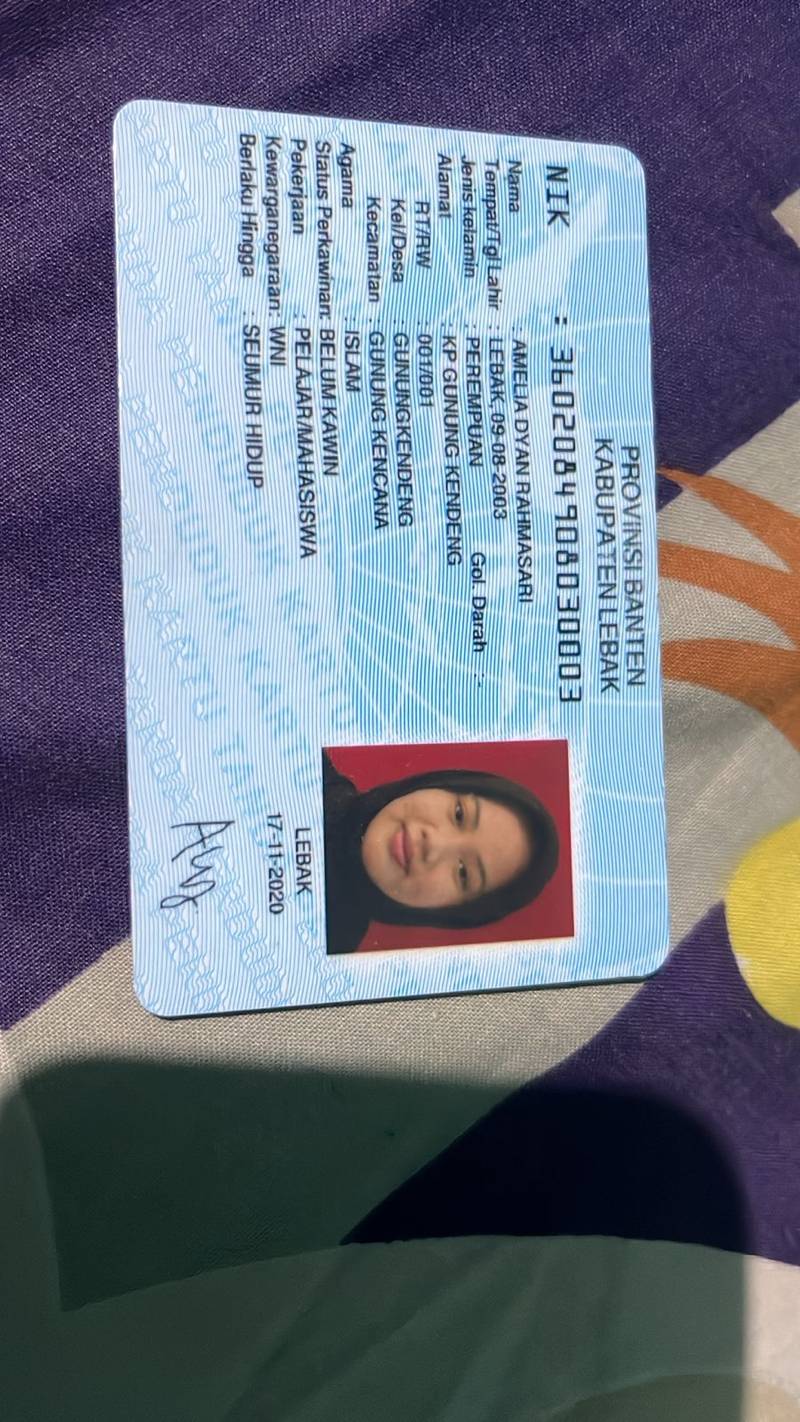 PROVINSI BANTEN
KABUPATEN LEBAK
NIK : 3602084908030003
Nama : AMELIA DYAN RAHMASARI
Tempat/Tgl Lahir : LEBAK, 09-08-2003
Jenis kelamin : PEREMPUAN Gol. Darah : -
Alamat : KP GUNUNG KENDENG
RT/RW : 001/001
Kel/Desa : GUNUNGKENDENG
Kecamatan : GUNUNG KENCANA
Agama : ISLAM
Status Perkawinan: BELUM KAWIN
Pekerjaan : PELAJAR/MAHASISWA
Kewarganegaraan: WNI
Berlaku Hingga : SEUMUR HIDUP
LEBAK
17-11-2020